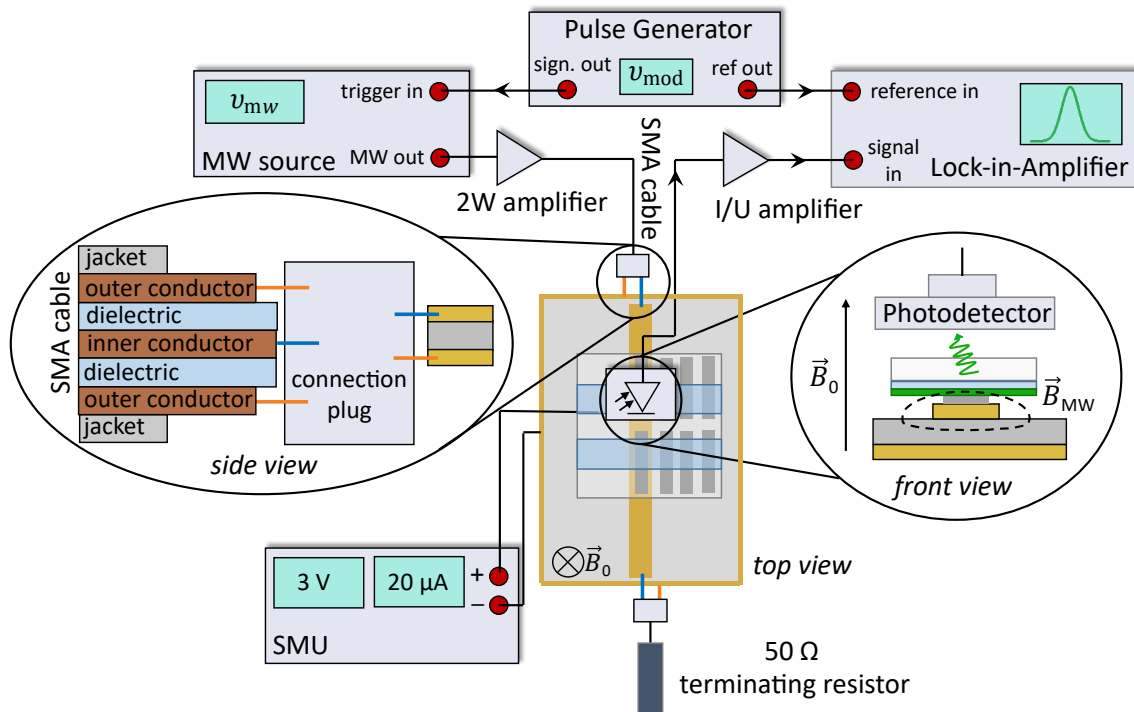 Pulse Generator
sign. out
υmod
ref out
υmw
trigger in
MW out
MW source
2W amplifier
SMA cable
I/U amplifier
reference in
signal
in
Lock-in-Amplifier
SMA cable
jacket
outer conductor
dielectric
inner conductor
dielectric
outer conductor
jacket
connection
plug
side view
Photodetector
B⃗0
B⃗MW
front view
B⃗0
top view
3 V
20 µA
+
−
SMU
50 Ω
terminating resistor